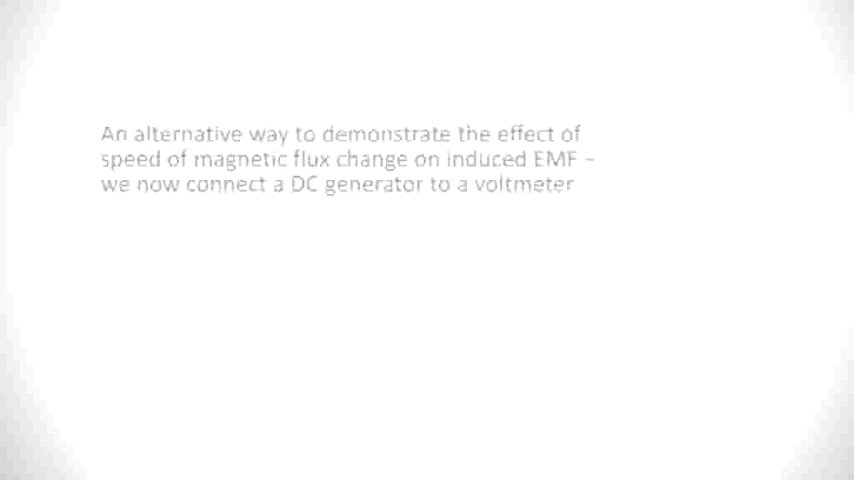 An alternative way to demonstrate the effect of
speed of magnetic flux change on induced EMF –
we now connect a DC generator to a voltmeter